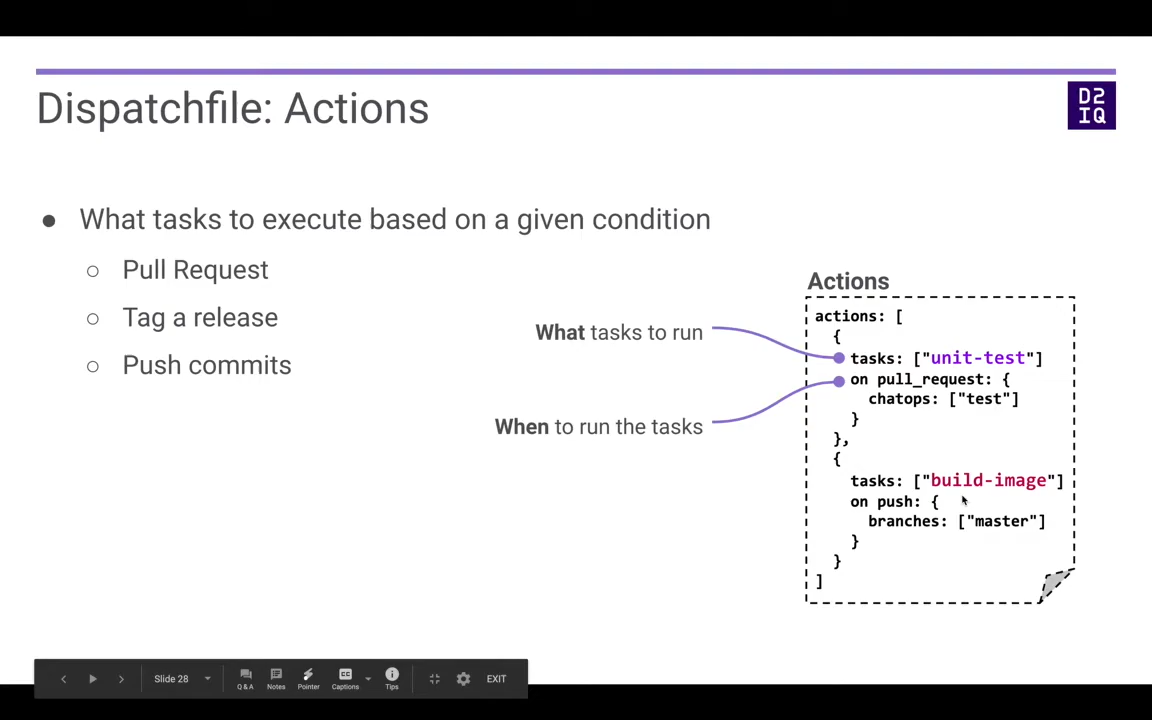 Dispatchfile: Actions
D2
IQ
● What tasks to execute based on a given condition
○ Pull Request
○ Tag a release
○ Push commits
What tasks to run
When to run the tasks
Actions
actions: [
{
tasks: ["unit-test"]
on pull_request: {
chatops: ["test"]
}
},
{
tasks: ["build-image"]
on push: {
branches: ["master"]
}
}
]
Slide 28
Q & A
Notes
Pointer
CC
Captions
Tips
EXIT